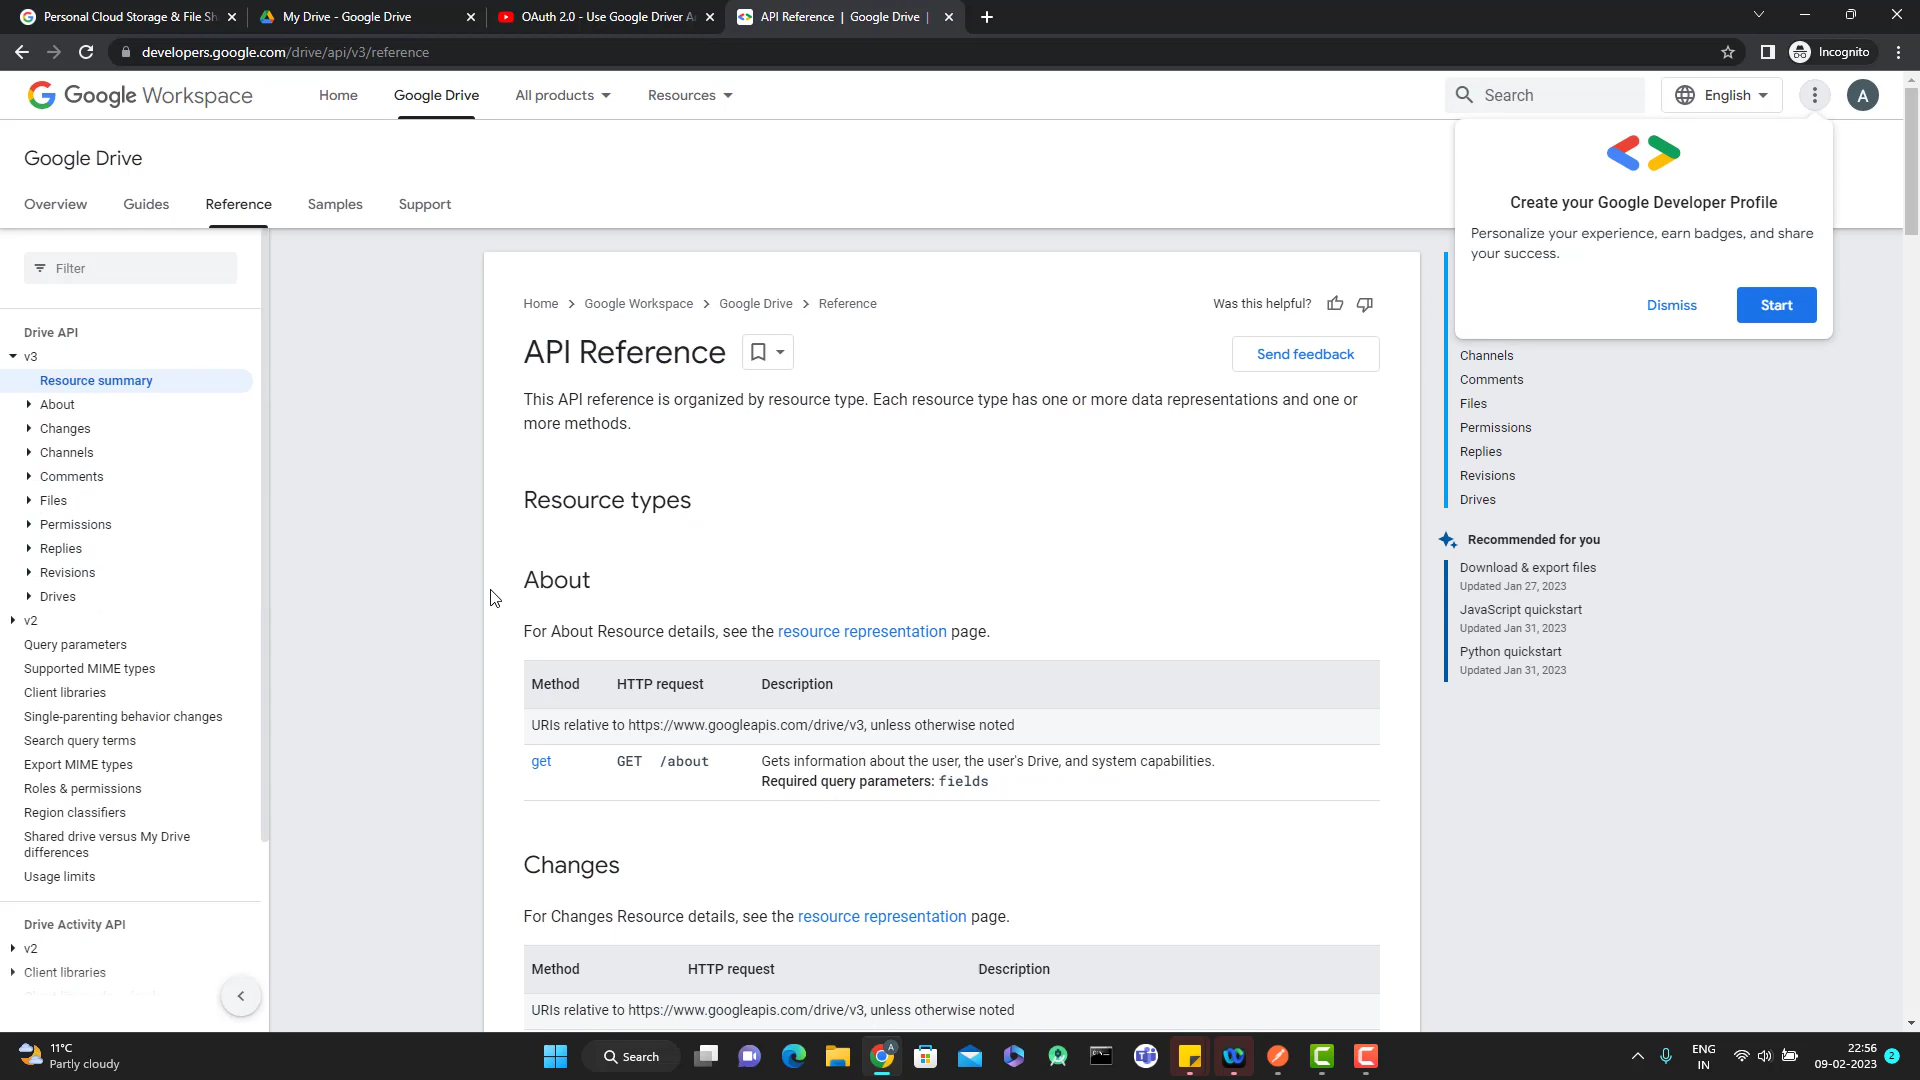 Personal Cloud Storage & File Sh
My Drive - Google Drive
OAuth 2.0 - Use Google Driver A
API Reference | Google Drive |
developers.google.com/drive/api/v3/reference
Incognito
Google Workspace
Home
Google Drive
All products
Resources
Search
English
A
Google Drive
Overview
Guides
Reference
Samples
Support
Create your Google Developer Profile
Personalize your experience, earn badges, and share
your success.
Dismiss
Start
Filter
Drive API
v3
Resource summary
About
Changes
Channels
Comments
Files
Permissions
Replies
Revisions
Drives
v2
Query parameters
Supported MIME types
Client libraries
Single-parenting behavior changes
Search query terms
Export MIME types
Roles & permissions
Region classifiers
Shared drive versus My Drive
differences
Usage limits
Drive Activity API
v2
Client libraries
Home > Google Workspace > Google Drive > Reference
Was this helpful?
API Reference
Send feedback
This API reference is organized by resource type. Each resource type has one or more data representations and one or
more methods.
Resource types
About
For About Resource details, see the resource representation page.
Method HTTP request Description
URIs relative to https://www.googleapis.com/drive/v3, unless otherwise noted
get GET /about Gets information about the user, the user's Drive, and system capabilities.
Required query parameters: fields
Changes
For Changes Resource details, see the resource representation page.
Method HTTP request Description
URIs relative to https://www.googleapis.com/drive/v3, unless otherwise noted
Channels
Comments
Files
Permissions
Replies
Revisions
Drives
Recommended for you
Download & export files
Updated Jan 27, 2023
JavaScript quickstart
Updated Jan 31, 2023
Python quickstart
Updated Jan 31, 2023
11°C
Partly cloudy
Search
A
ENG
IN
22:56
09-02-2023
2